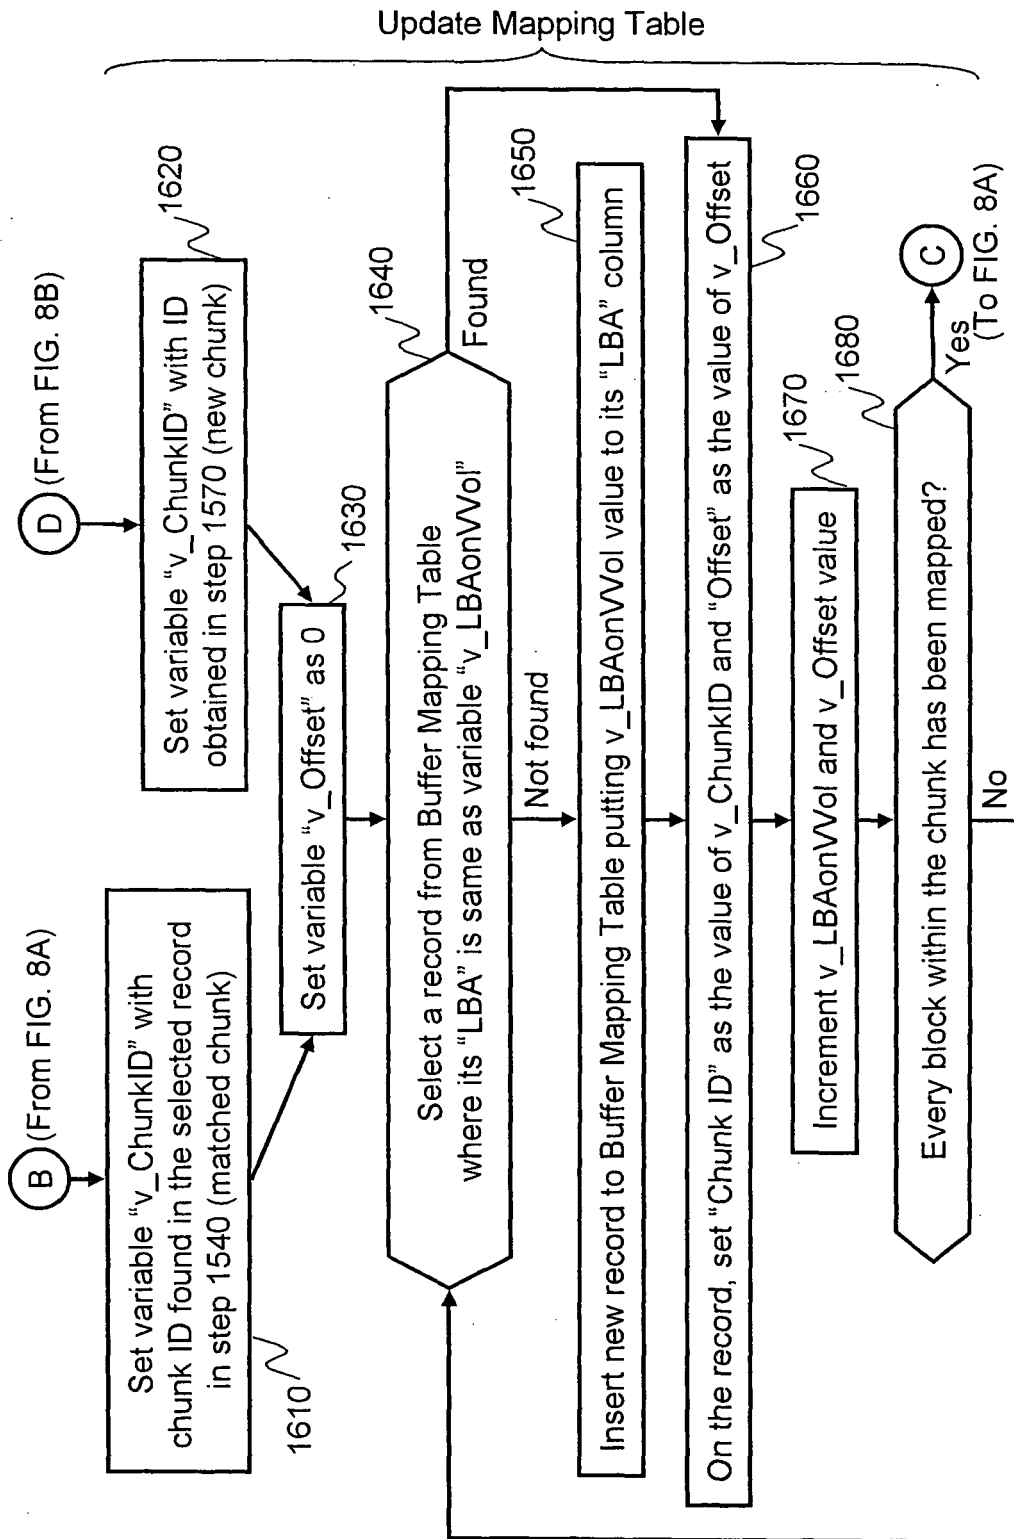 Update Mapping Table
B (From FIG. 8A)
D (From FIG. 8B)
Set variable “v_ChunkID” with
chunk ID found in the selected record
in step 1540 (matched chunk)
1610
Set variable “v_ChunkID” with ID
obtained in step 1570 (new chunk)
1620
Set variable “v_Offset” as 0
1630
Select a record from Buffer Mapping Table
where its “LBA” is same as variable “v_LBAonVVol”
1640
Found
Not found
Insert new record to Buffer Mapping Table putting v_LBAonVVol value to its “LBA” column
1650
On the record, set “Chunk ID” as the value of v_ChunkID and “Offset” as the value of v_Offset
1660
Increment v_LBAonVVol and v_Offset value
1670
Every block within the chunk has been mapped?
1680
Yes
C
(To FIG. 8A)
No